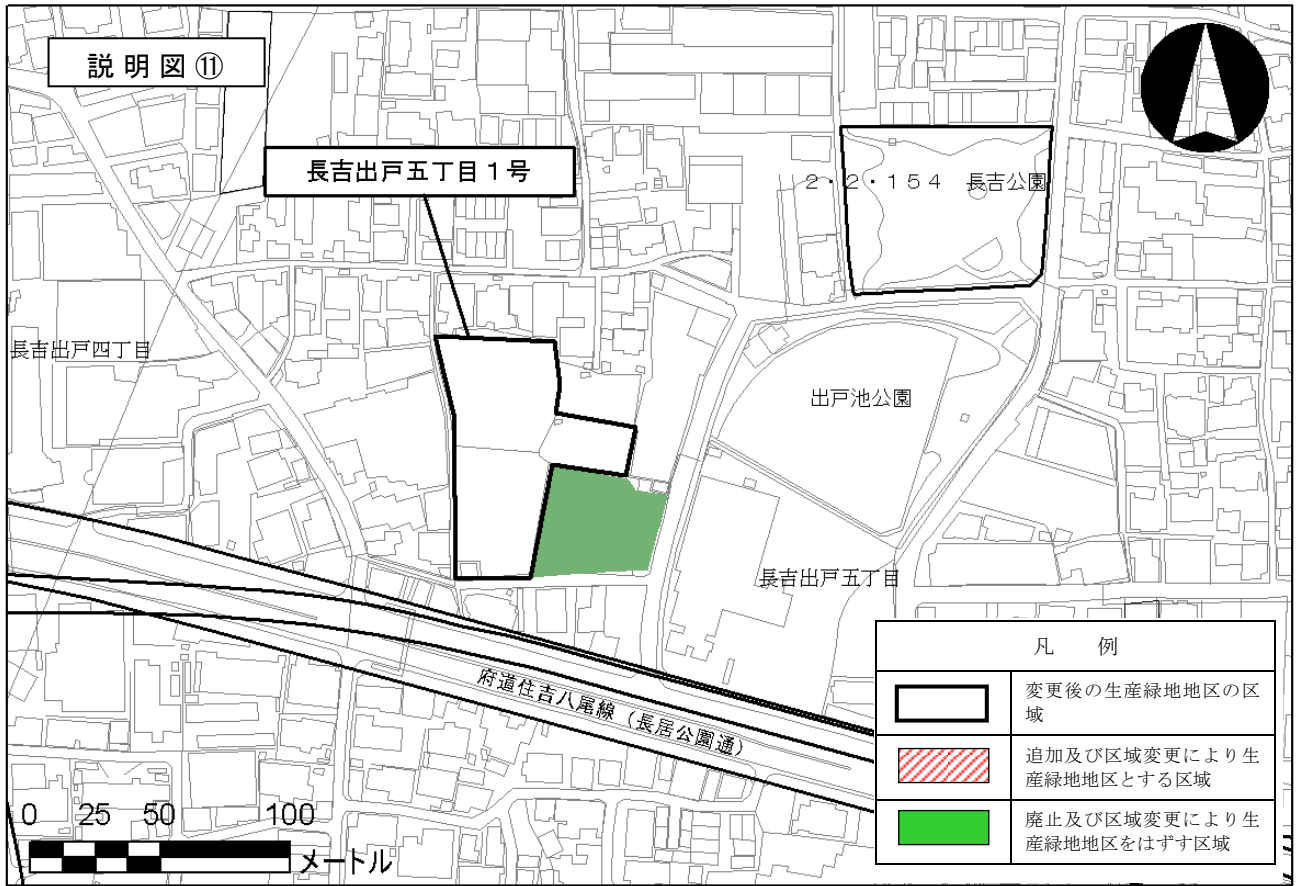 説明図⑪
長吉出戸五丁目1号
2・2・154 長吉公園
長吉出戸四丁目
出戸池公園
長吉出戸五丁目
府道住吉八尾線(長居公園通)
凡 例
変更後の生産緑地地区の区
域
追加及び区域変更により生
産緑地地区とする区域
廃止及び区域変更により生
産緑地地区をはずす区域
0 25 50 100
メートル